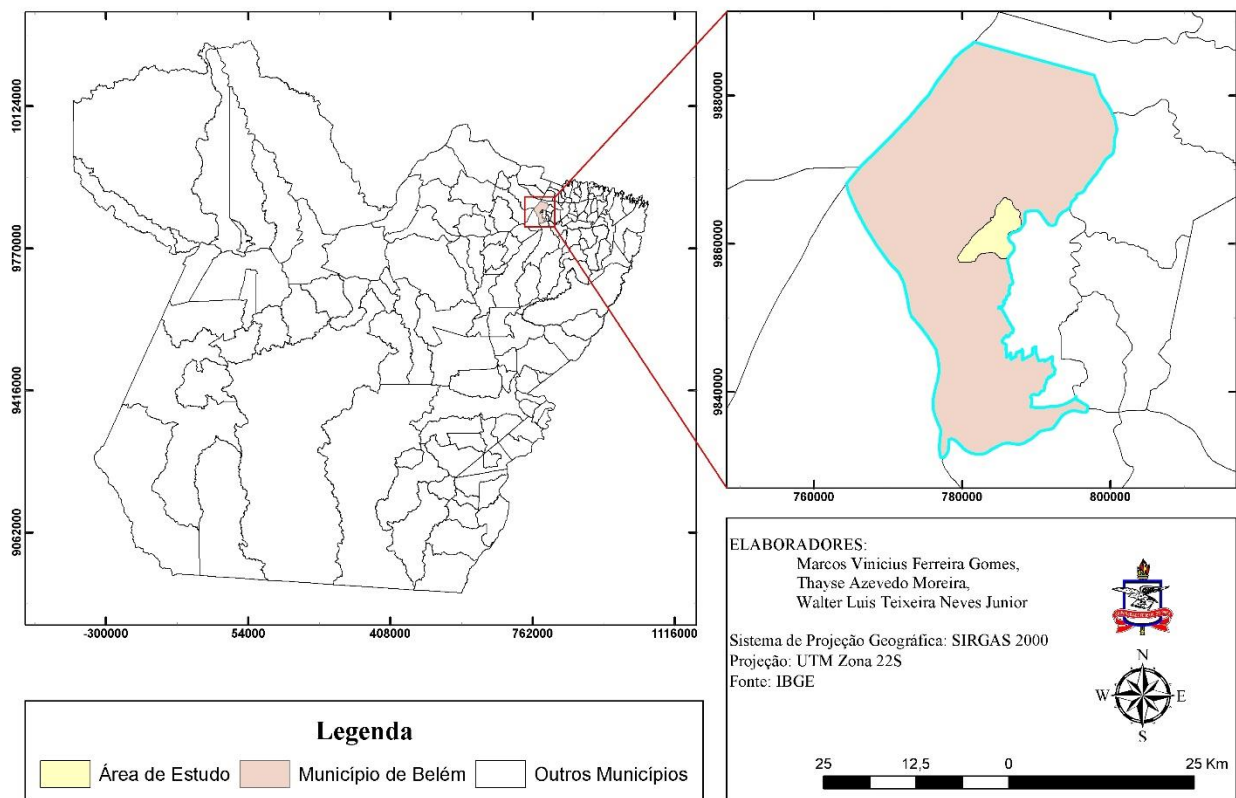 10124000
9770000
9416000
9062000
-300000
54000
408000
762000
1116000
9880000
9860000
9840000
760000
780000
800000
ELABORADORES:
Marcos Vinicius Ferreira Gomes,
Thayse Azevedo Moreira,
Walter Luis Teixeira Neves Junior
Sistema de Projeção Geográfica: SIRGAS 2000
Projeção: UTM Zona 22S
Fonte: IBGE
N
W
E
S
25
12,5
0
25 Km
Legenda
Área de Estudo
Município de Belém
Outros Municípios